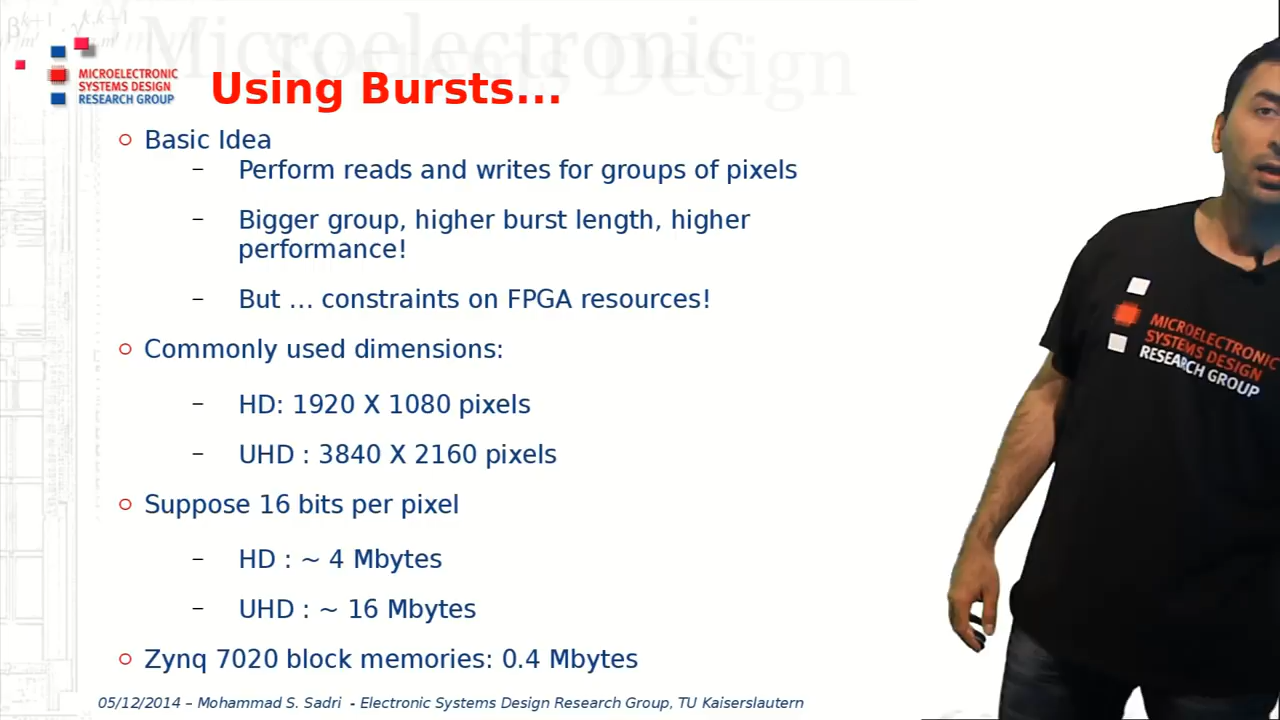 Microelectronic
Systems Design
MICROELECTRONIC
SYSTEMS DESIGN
RESEARCH GROUP
Using Bursts...
Basic Idea
– Perform reads and writes for groups of pixels
– Bigger group, higher burst length, higher
performance!
– But ... constraints on FPGA resources!
Commonly used dimensions:
– HD: 1920 X 1080 pixels
– UHD : 3840 X 2160 pixels
Suppose 16 bits per pixel
– HD : ~ 4 Mbytes
– UHD : ~ 16 Mbytes
Zynq 7020 block memories: 0.4 Mbytes
05/12/2014 – Mohammad S. Sadri - Electronic Systems Design Research Group, TU Kaiserslautern
MICROELECTRONIC
SYSTEMS DESIGN
RESEARCH GROUP